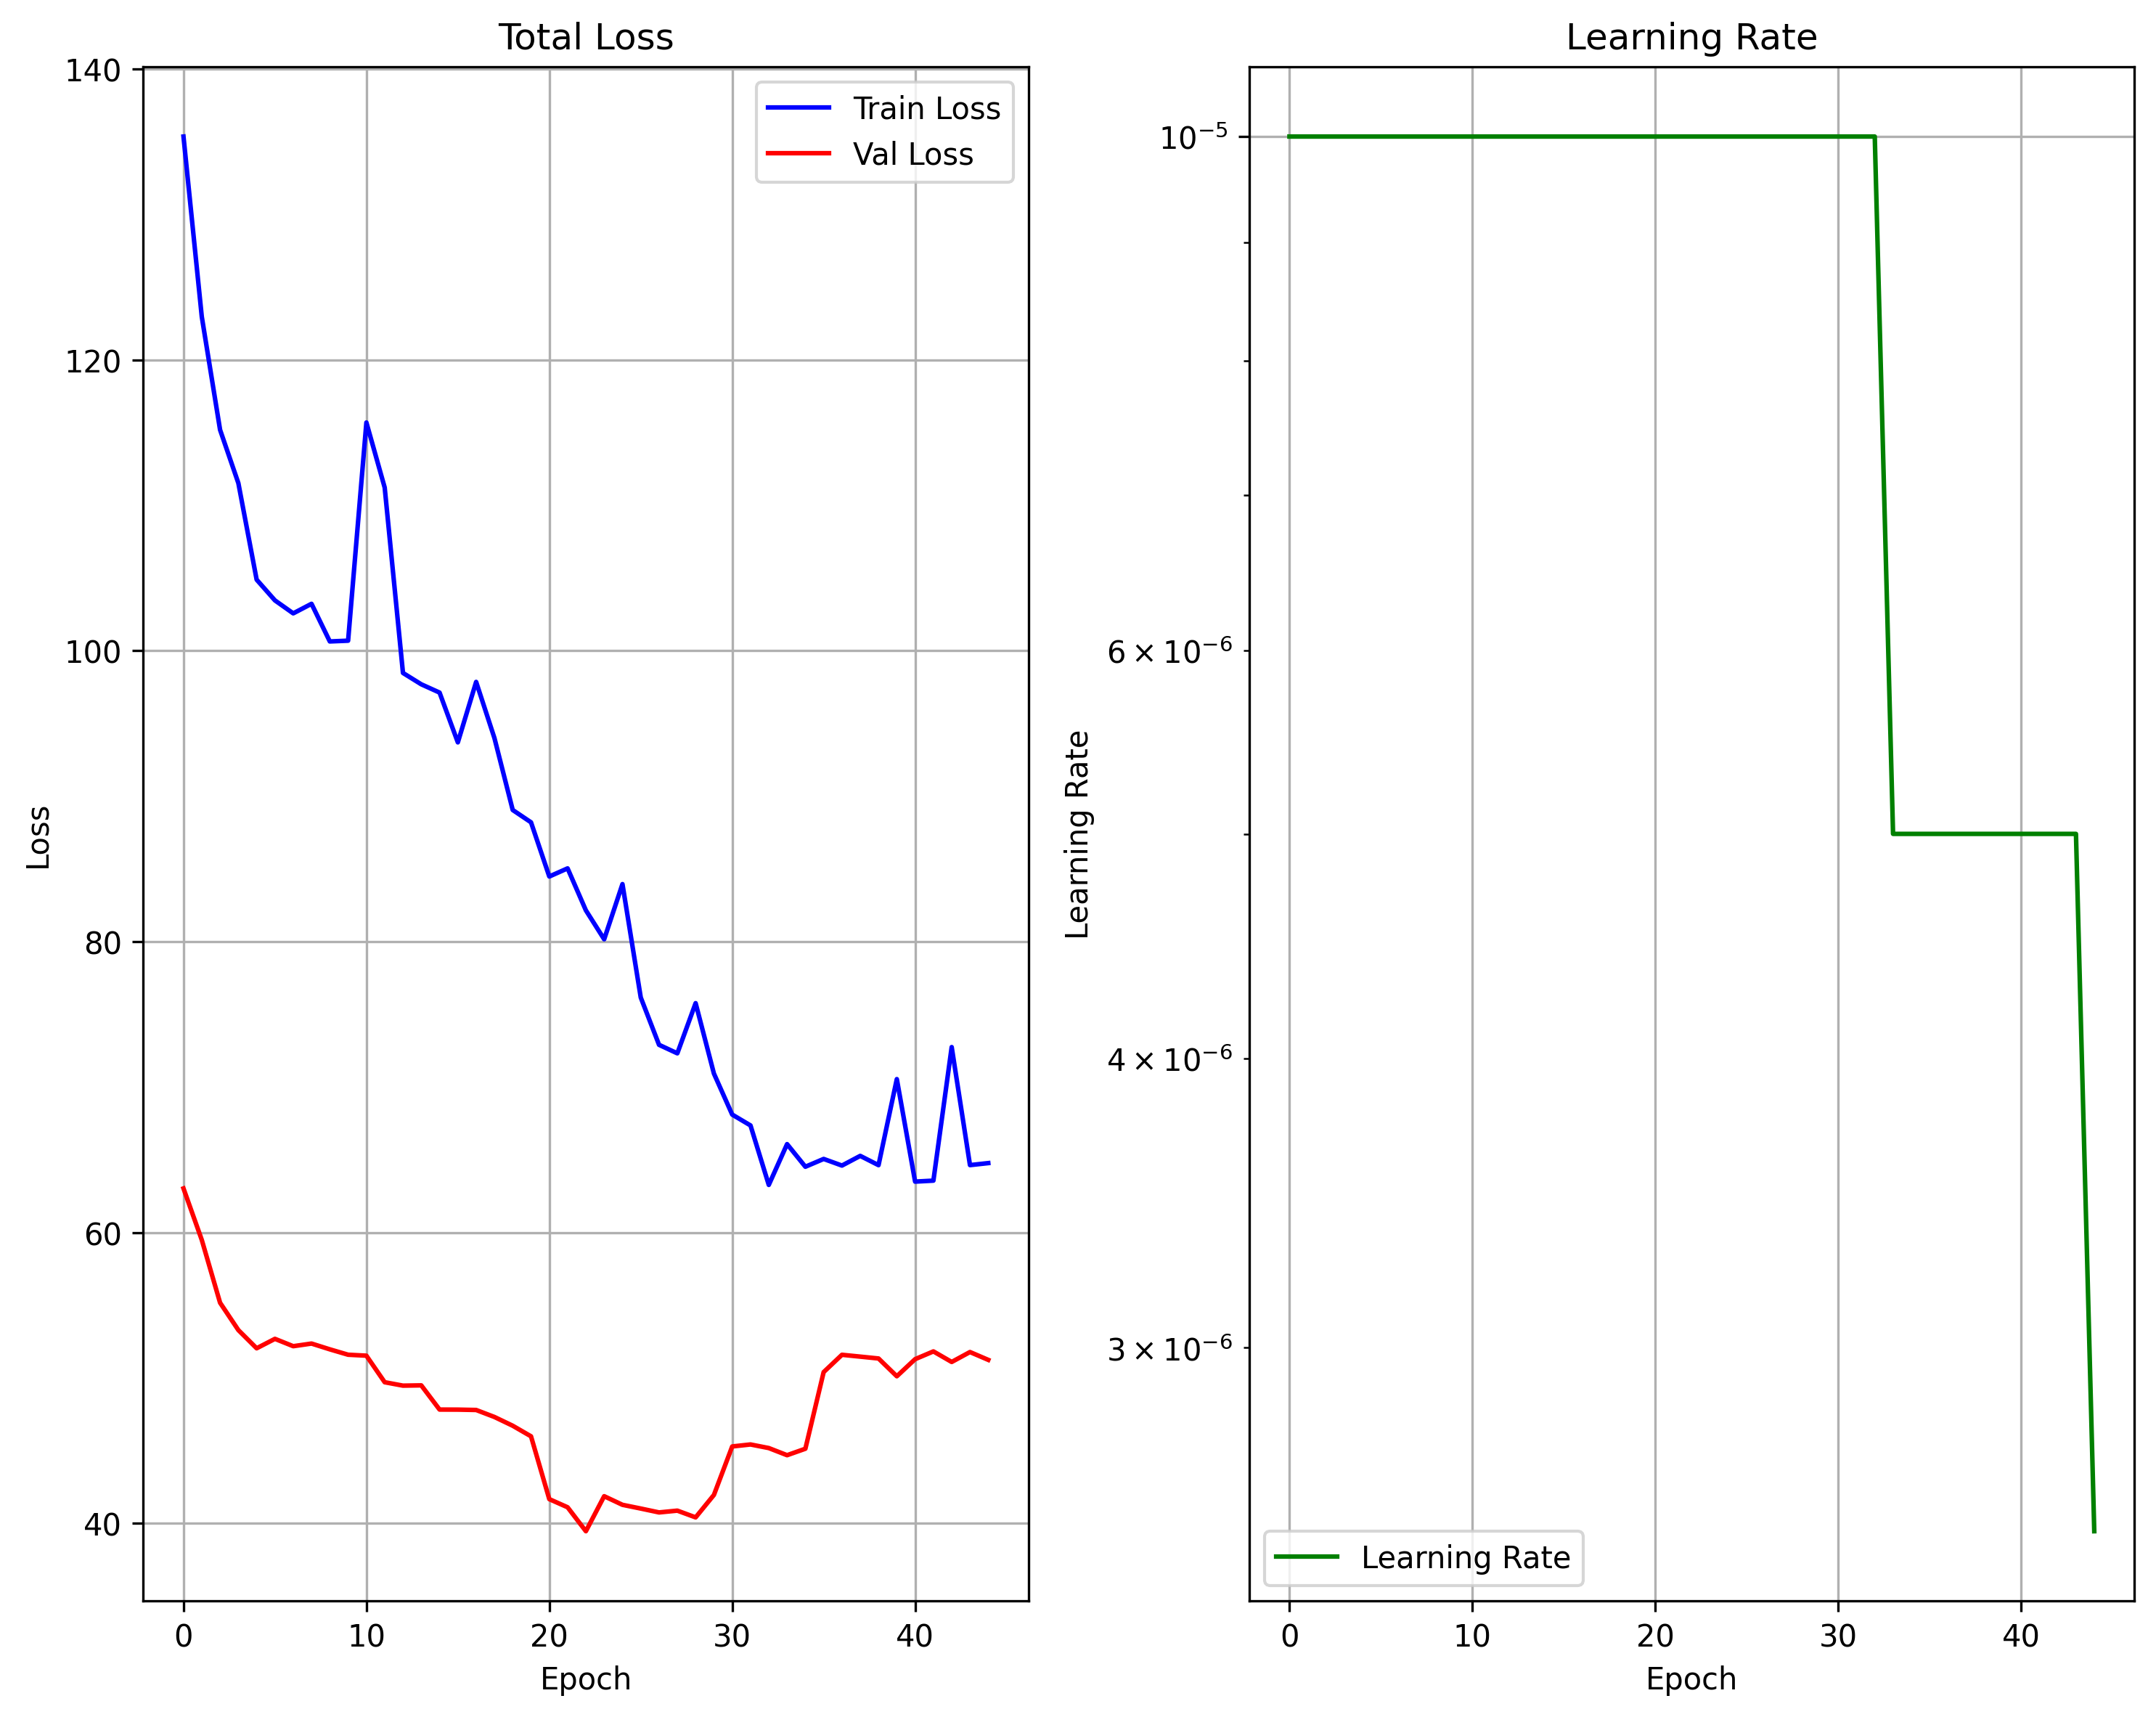 Total Loss
140
120
100
80
60
40
Loss
0 10 20 30 40
Epoch
Train Loss
Val Loss
Learning Rate
10⁻⁵
6 × 10⁻⁶
4 × 10⁻⁶
3 × 10⁻⁶
Learning Rate
0 10 20 30 40
Epoch
Learning Rate